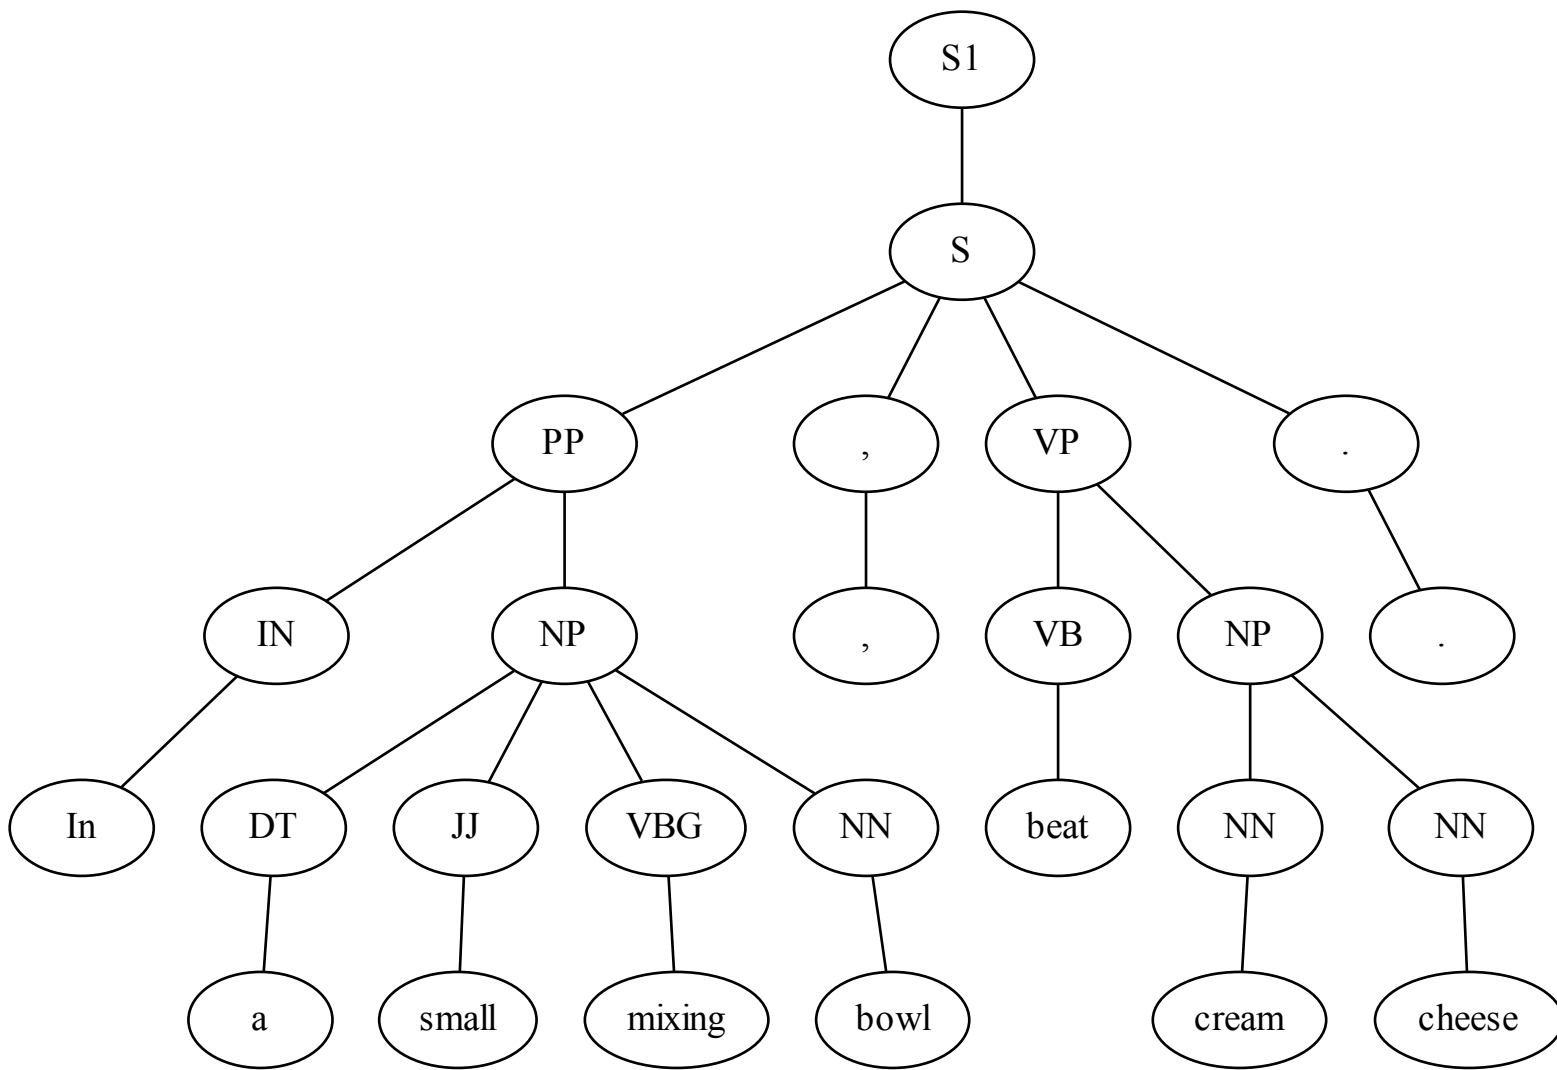 S1
S
PP , VP .
IN NP , VB NP .
In DT JJ VBG NN beat NN NN
a small mixing bowl cream cheese